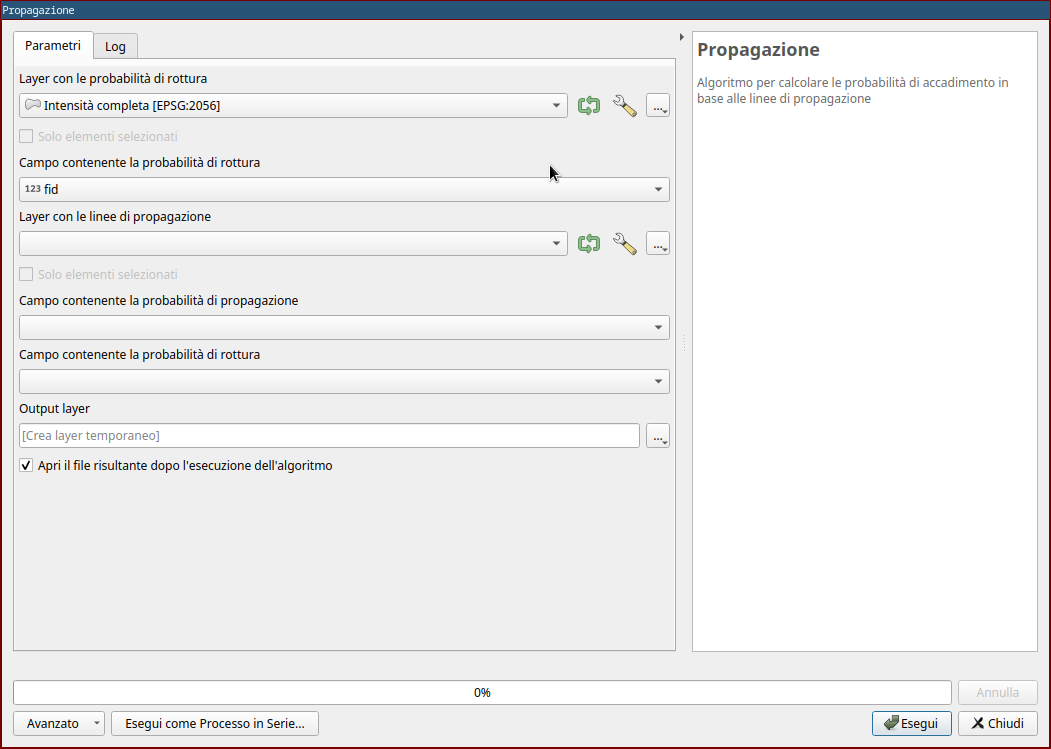 Propagazione
Parametri
Log
Layer con le probabilità di rottura
Intensità completa [EPSG:2056]
...
Solo elementi selezionati
Campo contenente la probabilità di rottura
123 fid
Layer con le linee di propagazione
...
Solo elementi selezionati
Campo contenente la probabilità di propagazione
Campo contenente la probabilità di rottura
Output layer
[Crea layer temporaneo]
...
Apri il file risultante dopo l'esecuzione dell'algoritmo
Propagazione
Algoritmo per calcolare le probabilità di accadimento in
base alle linee di propagazione
0%
Annulla
Avanzato
Esegui come Processo in Serie...
Esegui
Chiudi